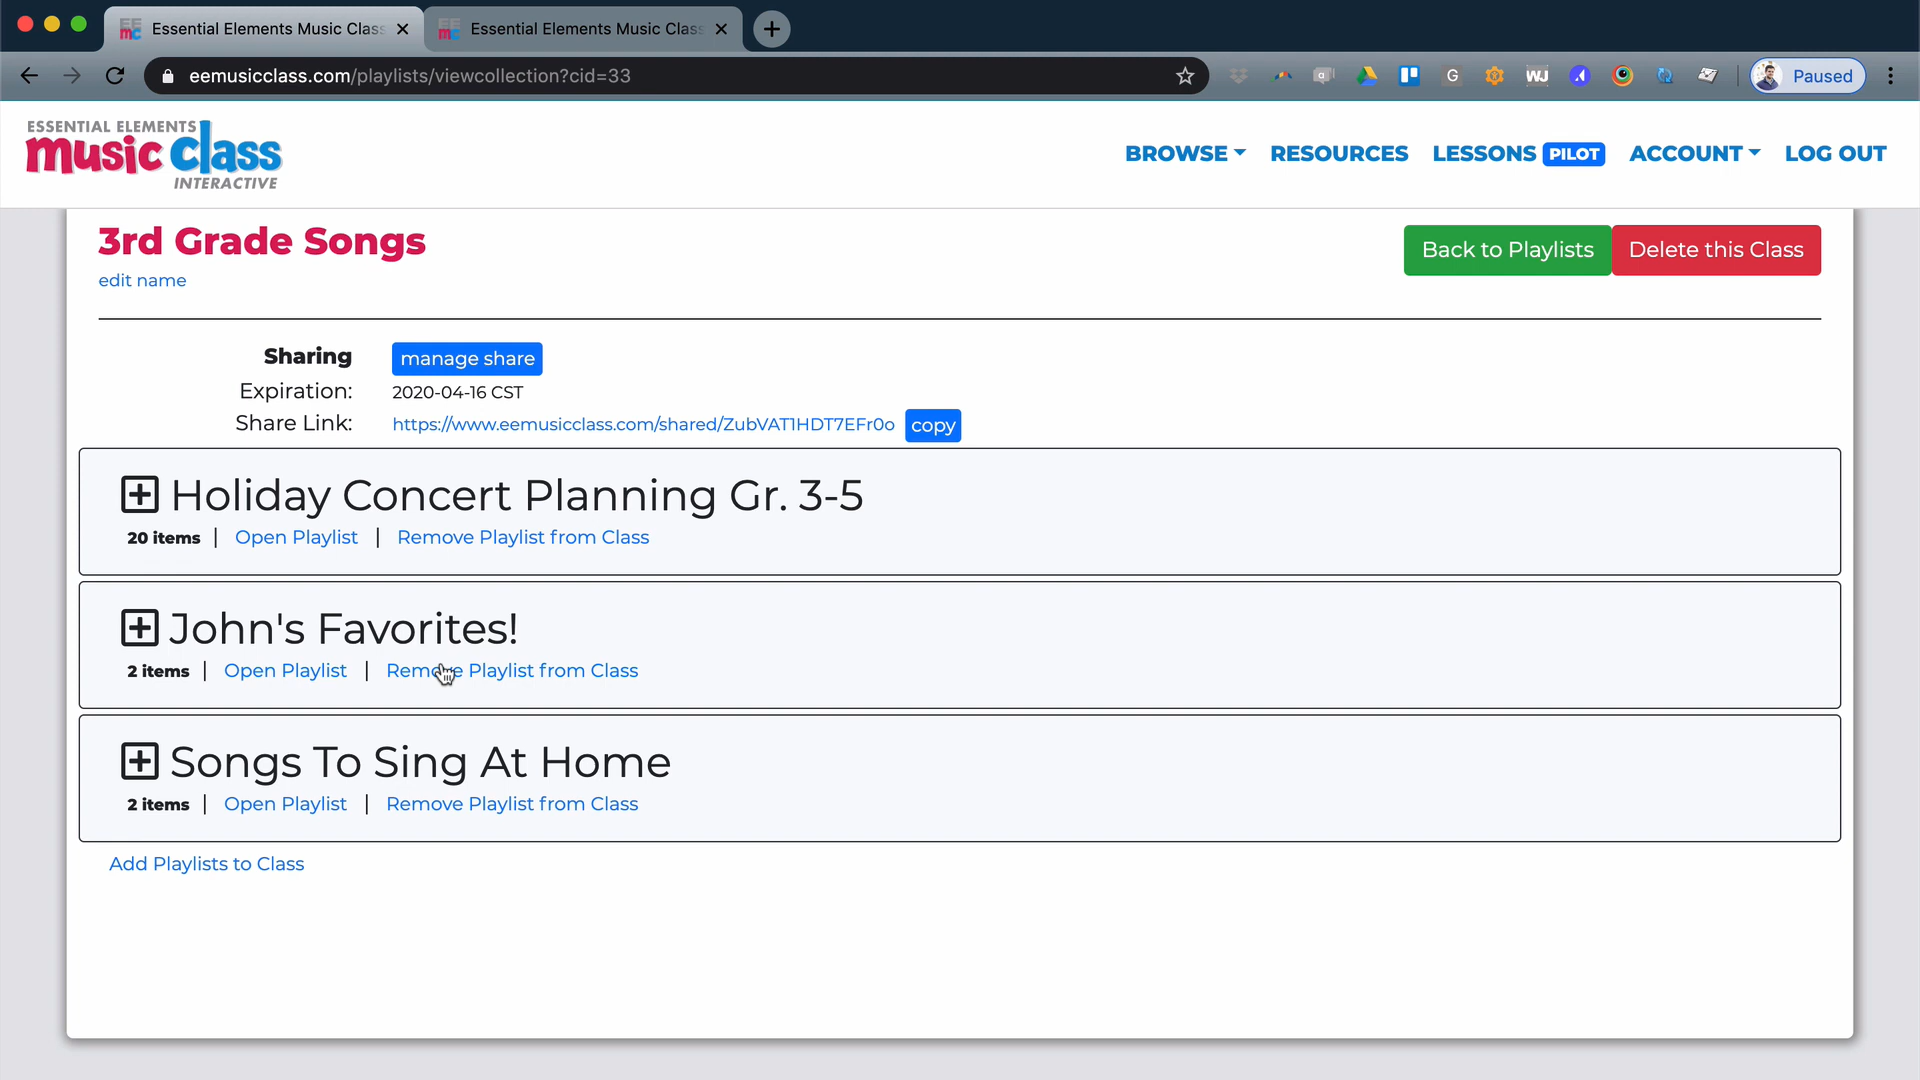 Essential Elements Music Clas
Essential Elements Music Clas
eemusicclass.com/playlists/viewcollection?cid=33
G
WJ
Paused
ESSENTIAL ELEMENTS
music class
INTERACTIVE
BROWSE
RESOURCES
LESSONS PILOT
ACCOUNT
LOG OUT
3rd Grade Songs
edit name
Back to Playlists
Delete this Class
Sharing manage share
Expiration: 2020-04-16 CST
Share Link: https://www.eemusicclass.com/shared/ZubVAT1HDT7EFr0o copy
Holiday Concert Planning Gr. 3-5
20 items | Open Playlist | Remove Playlist from Class
John's Favorites!
2 items | Open Playlist | Remove Playlist from Class
Songs To Sing At Home
2 items | Open Playlist | Remove Playlist from Class
Add Playlists to Class